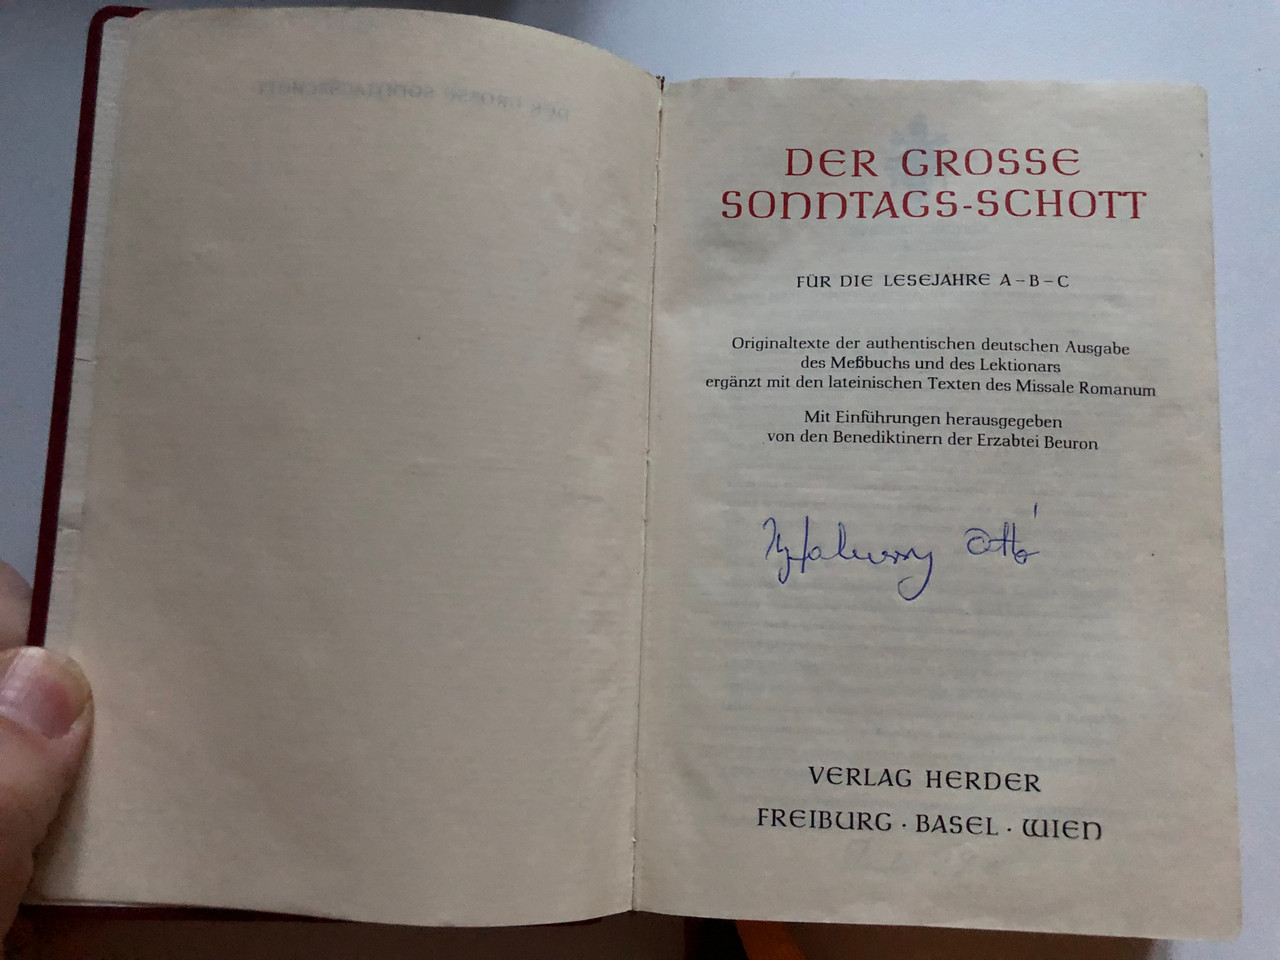 DER GROSSE
SONNTAGS-SCHOTT
FÜR DIE LESEJAHRE A – B – C
Originaltexte der authentischen deutschen Ausgabe
des Meßbuchs und des Lektionars
ergänzt mit den lateinischen Texten des Missale Romanum
Mit Einführungen herausgegeben
von den Benediktinern der Erzabtei Beuron
Ottó
VERLAG HERDER
FREIBURG · BASEL · WIEN